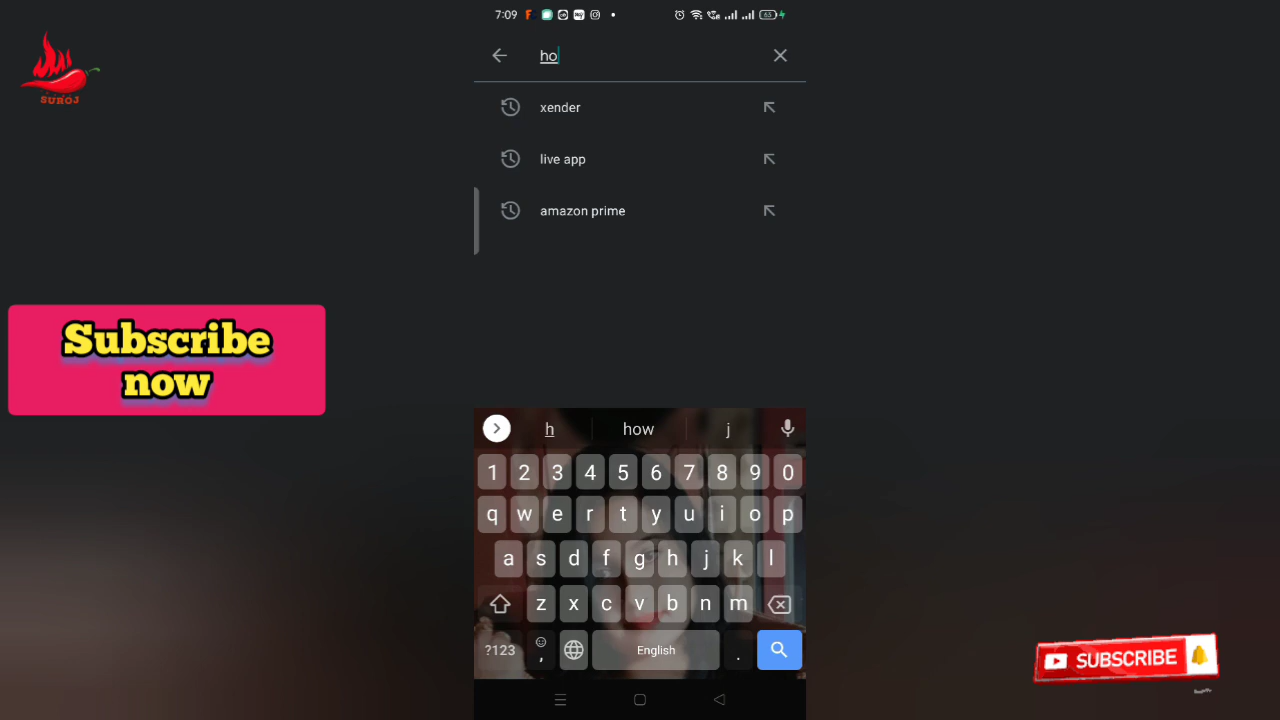 7:09
63
SUROJ
ho
xender
live app
amazon prime
Subscribe
now
h how j
1 2 3 4 5 6 7 8 9 0
q w e r t y u i o p
a s d f g h j k l
z x c v b n m
?123 , English .
SUBSCRIBE